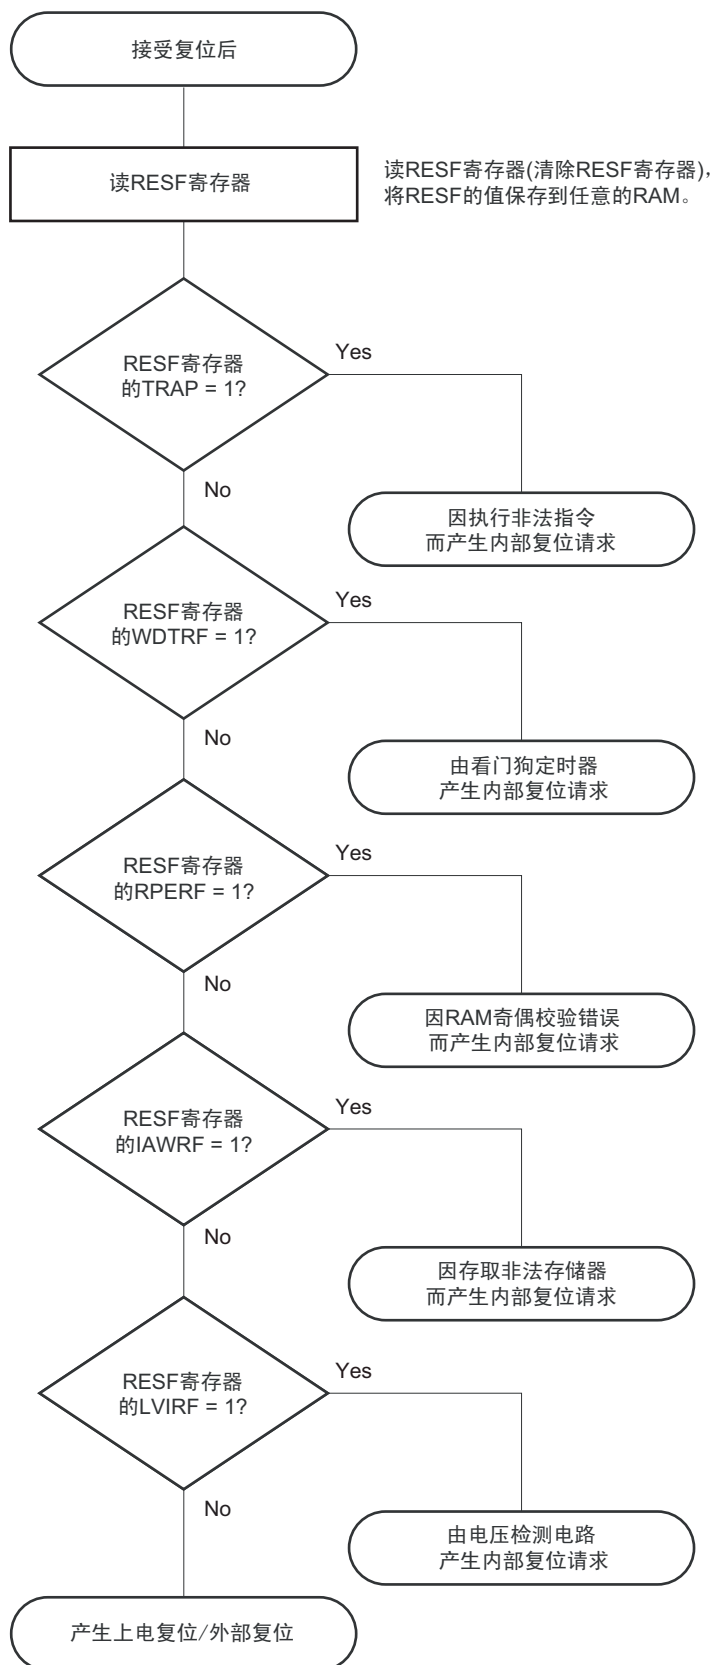 接受复位后
读RESF寄存器
读RESF寄存器(清除RESF寄存器),
将RESF的值保存到任意的RAM。
RESF寄存器
的TRAP = 1?
Yes
No
因执行非法指令
而产生内部复位请求
RESF寄存器
的WDTRF = 1?
Yes
No
由看门狗定时器
产生内部复位请求
RESF寄存器
的RPERF = 1?
Yes
No
因RAM奇偶校验错误
而产生内部复位请求
RESF寄存器
的IAWRF = 1?
Yes
No
因存取非法存储器
而产生内部复位请求
RESF寄存器
的LVIRF = 1?
Yes
No
由电压检测电路
产生内部复位请求
产生上电复位/外部复位